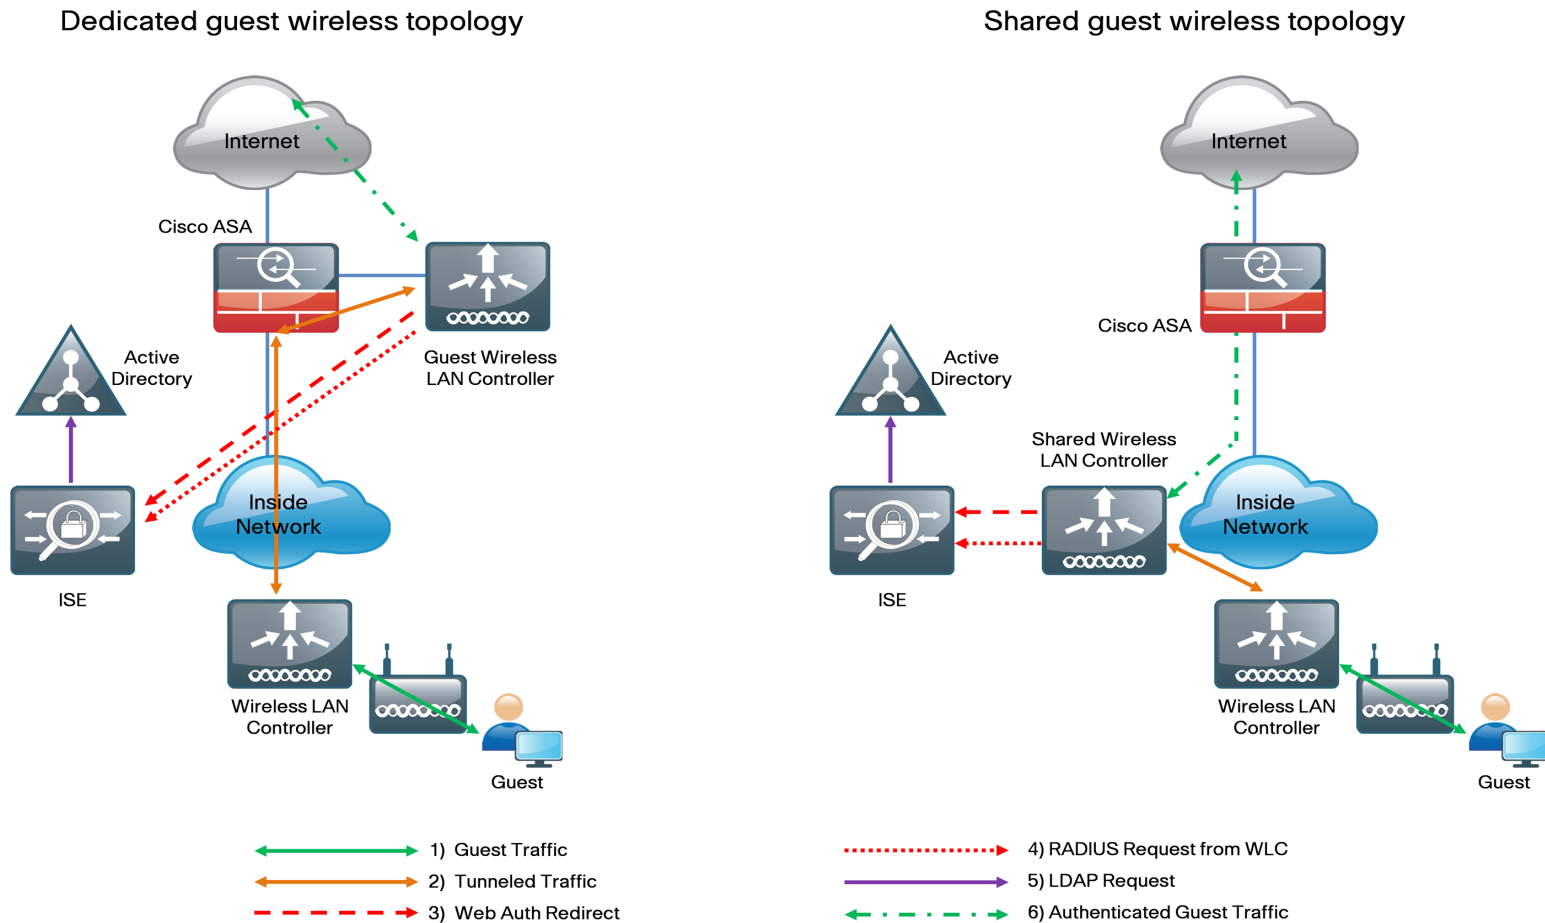 Dedicated guest wireless topology
Internet
Cisco ASA
Guest Wireless
LAN Controller
Active
Directory
Inside
Network
ISE
Wireless LAN
Controller
Guest
Shared guest wireless topology
Internet
Cisco ASA
Active
Directory
Shared Wireless
LAN Controller
Inside
Network
ISE
Wireless LAN
Controller
Guest
1) Guest Traffic
2) Tunneled Traffic
3) Web Auth Redirect
4) RADIUS Request from WLC
5) LDAP Request
6) Authenticated Guest Traffic